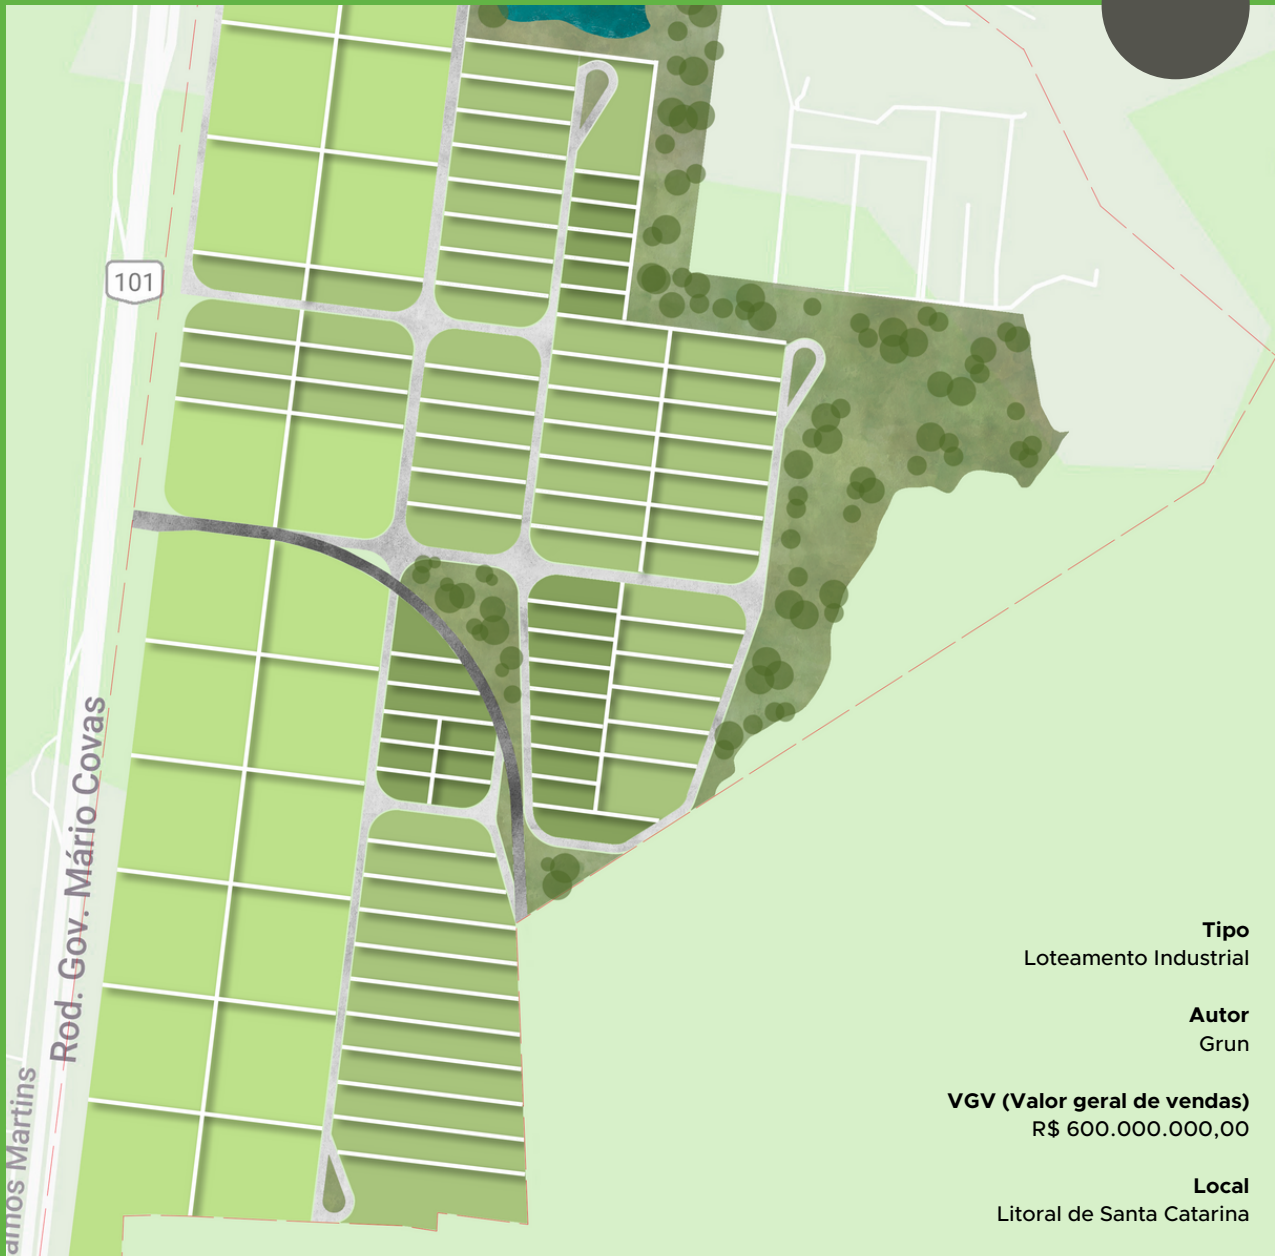 101
Rod. Gov. Mário Covas
Martins
Tipo
Loteamento Industrial
Autor
Grun
VGV (Valor geral de vendas)
R$ 600.000.000,00
Local
Litoral de Santa Catarina